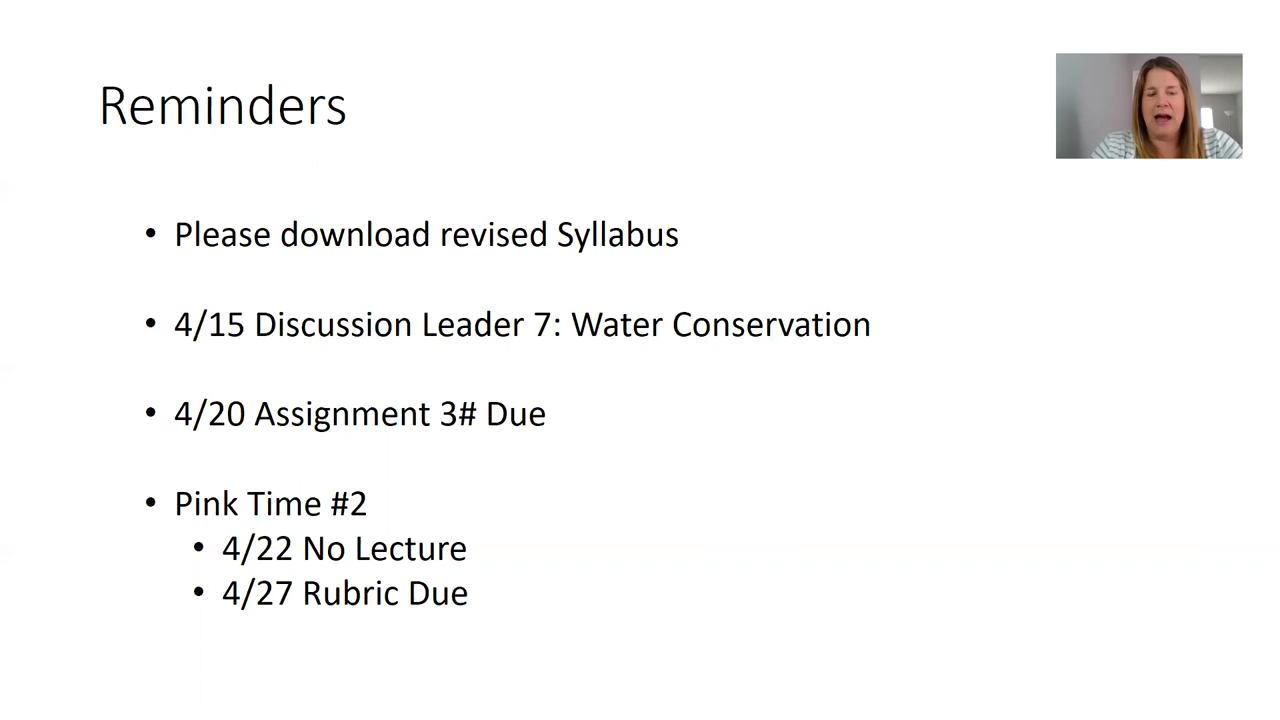 Reminders
• Please download revised Syllabus
• 4/15 Discussion Leader 7: Water Conservation
• 4/20 Assignment 3# Due
• Pink Time #2
• 4/22 No Lecture
• 4/27 Rubric Due